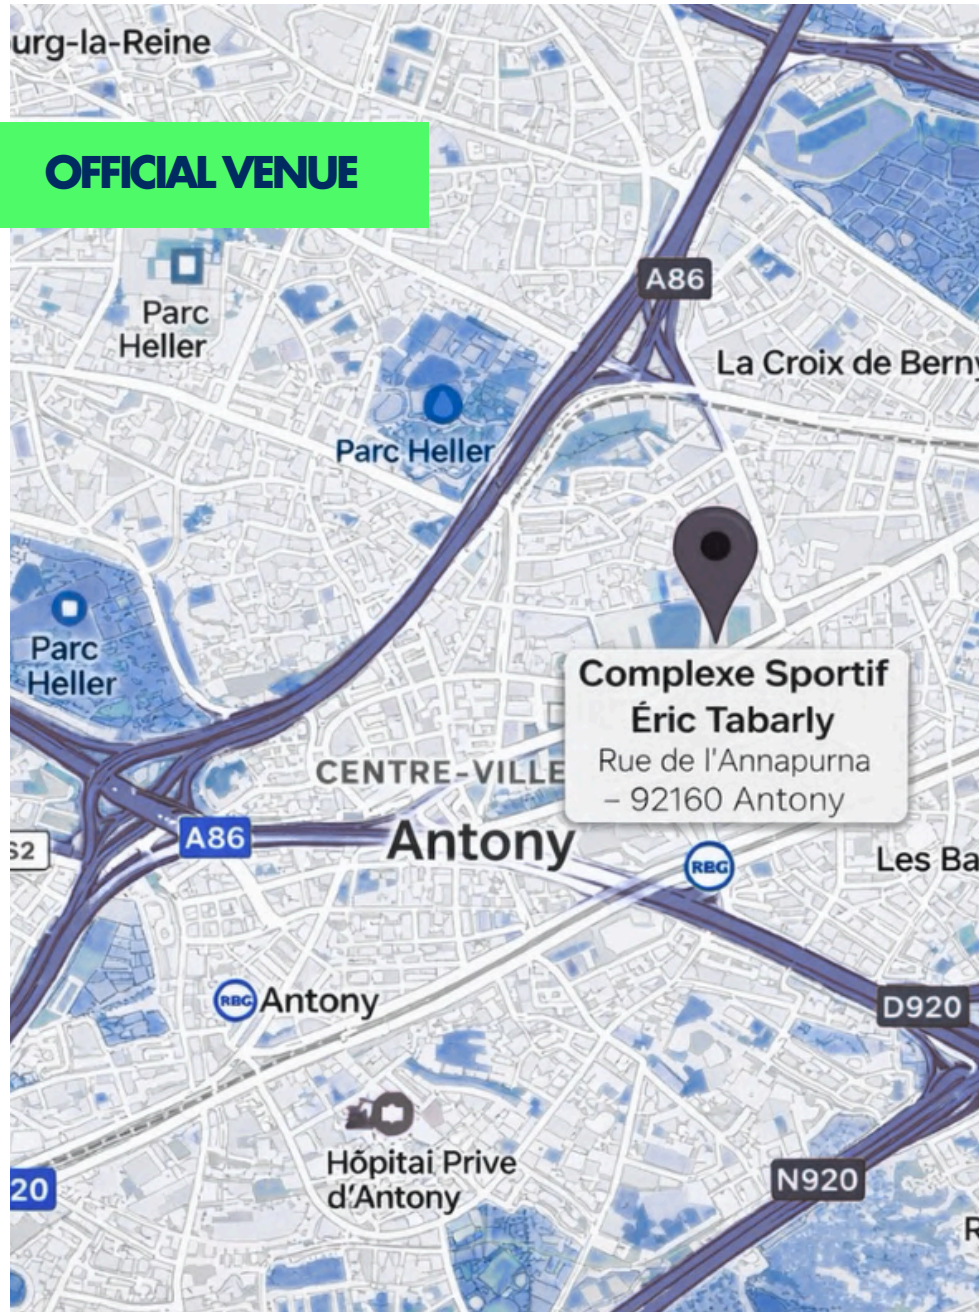 urg-la-Reine
OFFICIAL VENUE
A86
Parc
Heller
La Croix de Berny
Parc Heller
Parc
Heller
Complexe Sportif
Éric Tabarly
Rue de l'Annapurna
– 92160 Antony
CENTRE-VILLE
A86
Antony
S2
RBG
Les Ba
RBG Antony
D920
Hôpitai Prive
d'Antony
N920
20
R